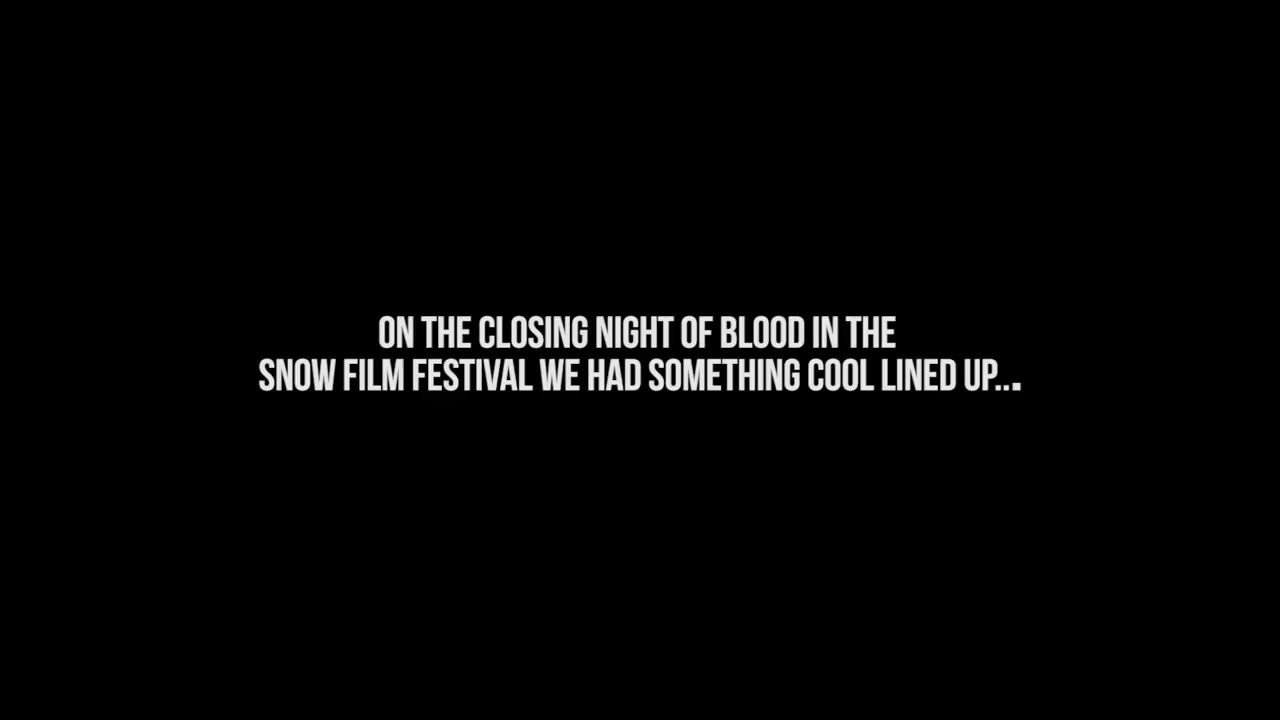 ON THE CLOSING NIGHT OF BLOOD IN THE
SNOW FILM FESTIVAL WE HAD SOMETHING COOL LINED UP...